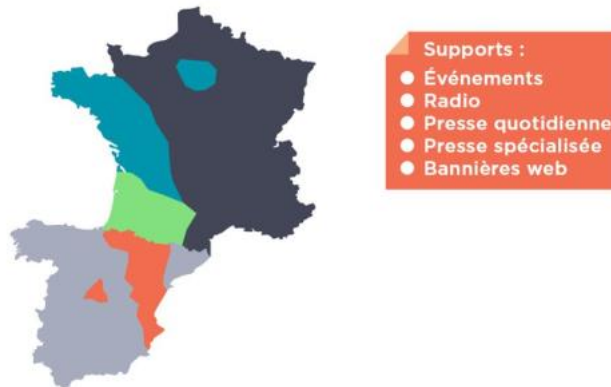 Supports :
Événements
Radio
Presse quotidienne
Presse spécialisée
Bannières web